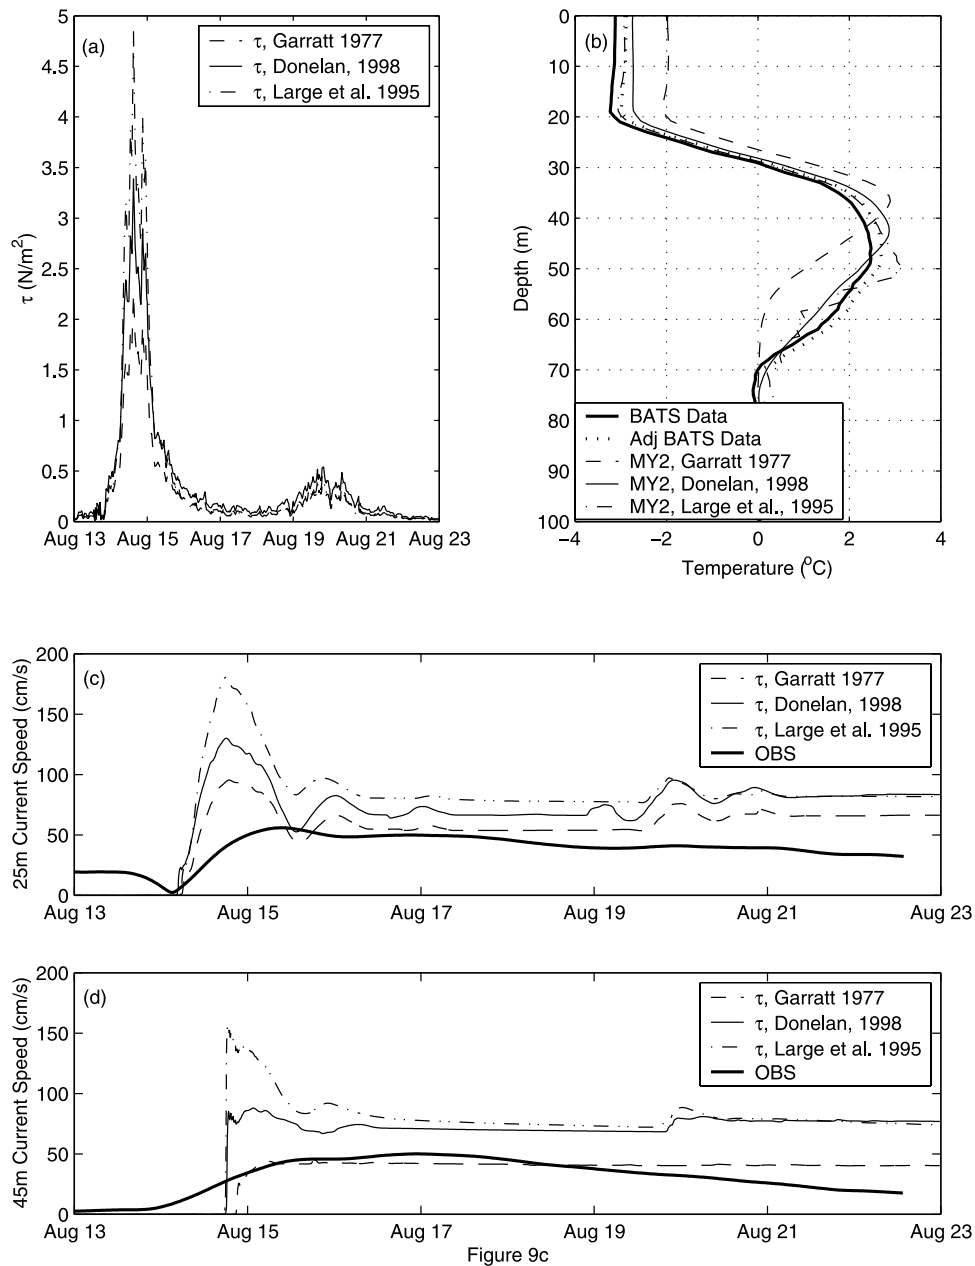 5
4.5
4
3.5
3
2.5
2
1.5
1
0.5
0
τ (N/m²)
(a)
τ, Garratt 1977
τ, Donelan, 1998
τ, Large et al. 1995
Aug 13 Aug 15 Aug 17 Aug 19 Aug 21 Aug 23
0
10
20
30
40
50
60
70
80
90
100
Depth (m)
(b)
BATS Data
Adj BATS Data
MY2, Garratt 1977
MY2, Donelan, 1998
MY2, Large et al., 1995
−4 −2 0 2 4
Temperature (°C)
200
150
100
50
0
25m Current Speed (cm/s)
(c)
τ, Garratt 1977
τ, Donelan, 1998
τ, Large et al. 1995
OBS
Aug 13 Aug 15 Aug 17 Aug 19 Aug 21 Aug 23
200
150
100
50
0
45m Current Speed (cm/s)
(d)
τ, Garratt 1977
τ, Donelan, 1998
τ, Large et al. 1995
OBS
Aug 13 Aug 15 Aug 17 Aug 19 Aug 21 Aug 23
Figure 9c